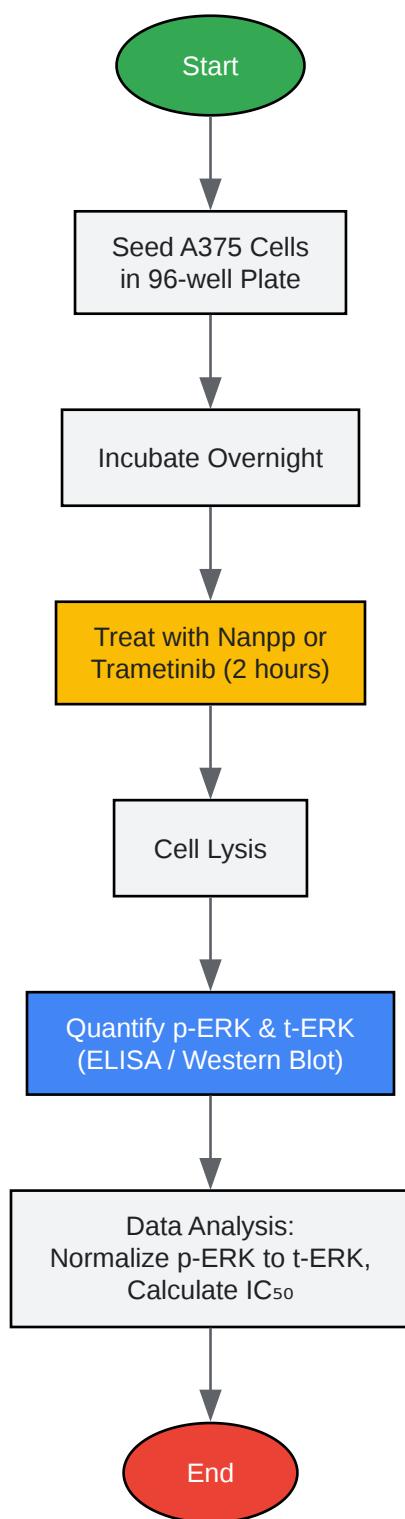 Start
Seed A375 Cells
in 96-well Plate
Incubate Overnight
Treat with Nanpp or
Trametinib (2 hours)
Cell Lysis
Quantify p-ERK & t-ERK
(ELISA / Western Blot)
Data Analysis:
Normalize p-ERK to t-ERK,
Calculate IC₅₀
End